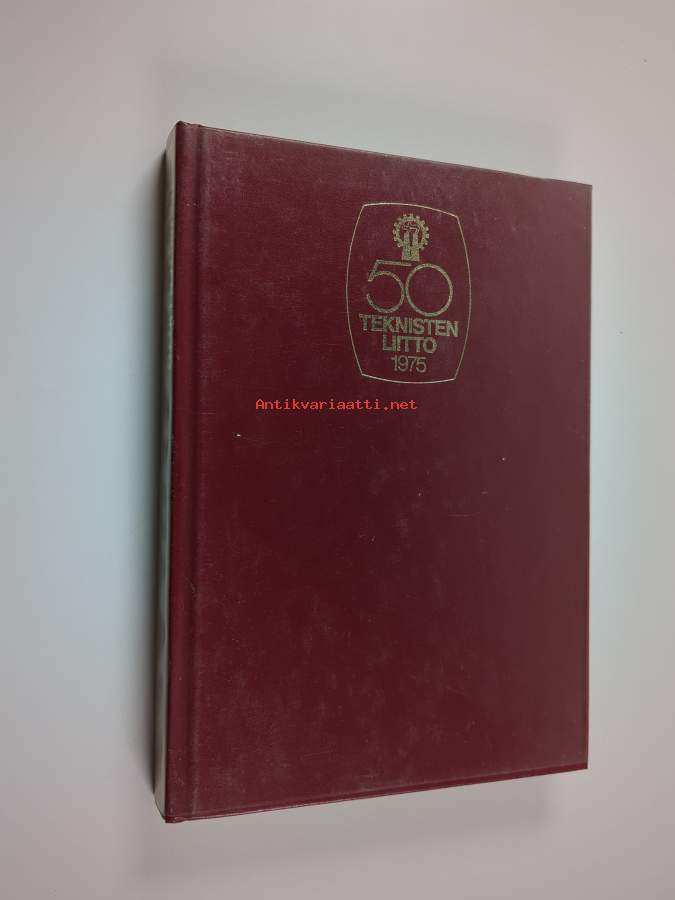 50
TEKNISTEN
LIITTO
1975
Antikvariaatti.net